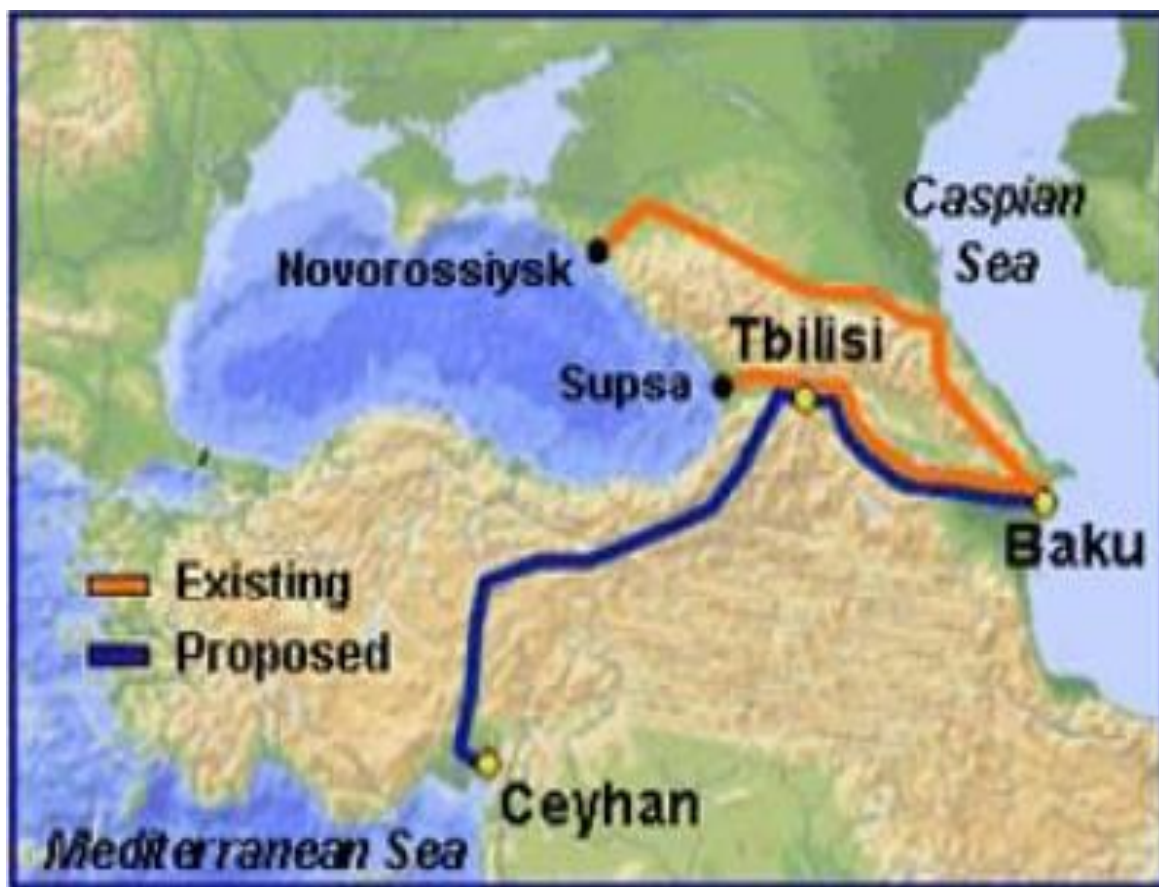 Caspian
Sea
Novorossiysk
Tbilisi
Supsa
Baku
Existing
Proposed
Ceyhan
Mediterranean Sea